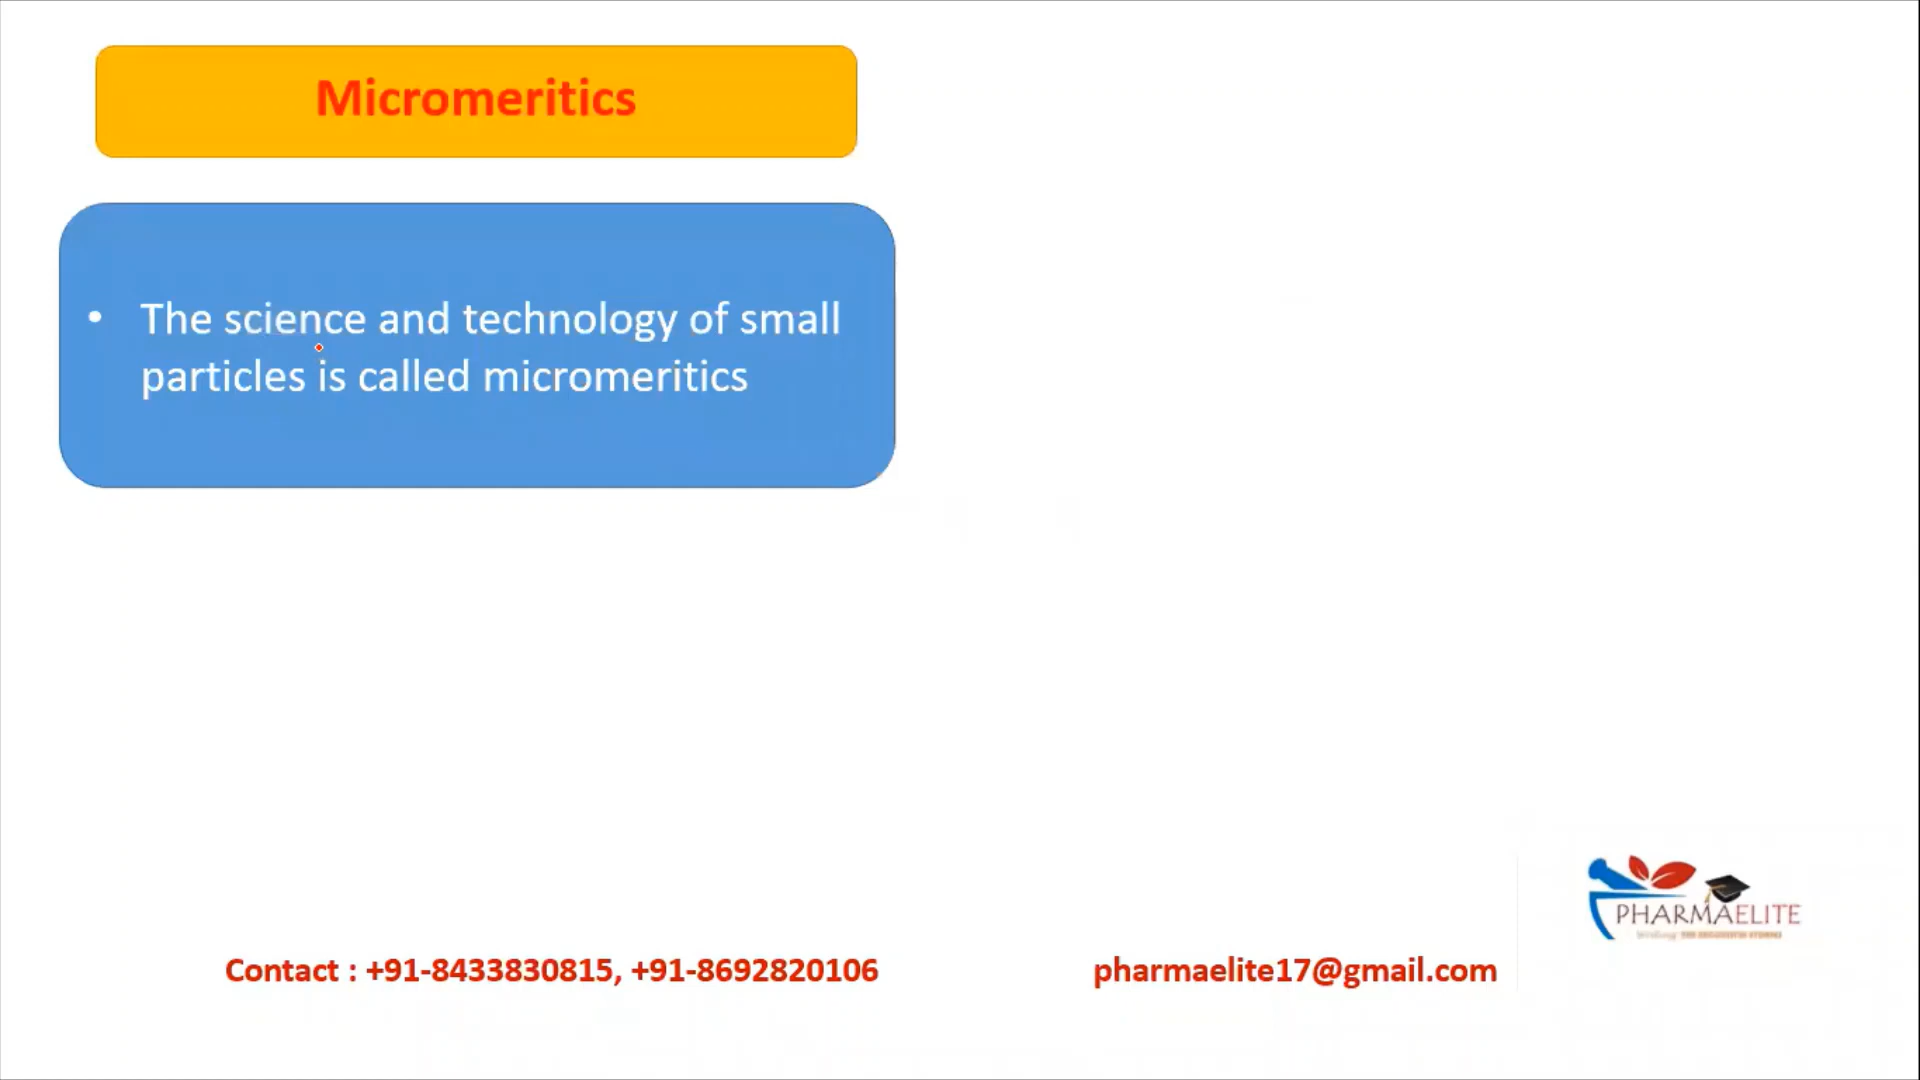 Micromeritics
• The science and technology of small
particles is called micromeritics
PHARMAELITE
Contact : +91-8433830815, +91-8692820106
pharmaelite17@gmail.com